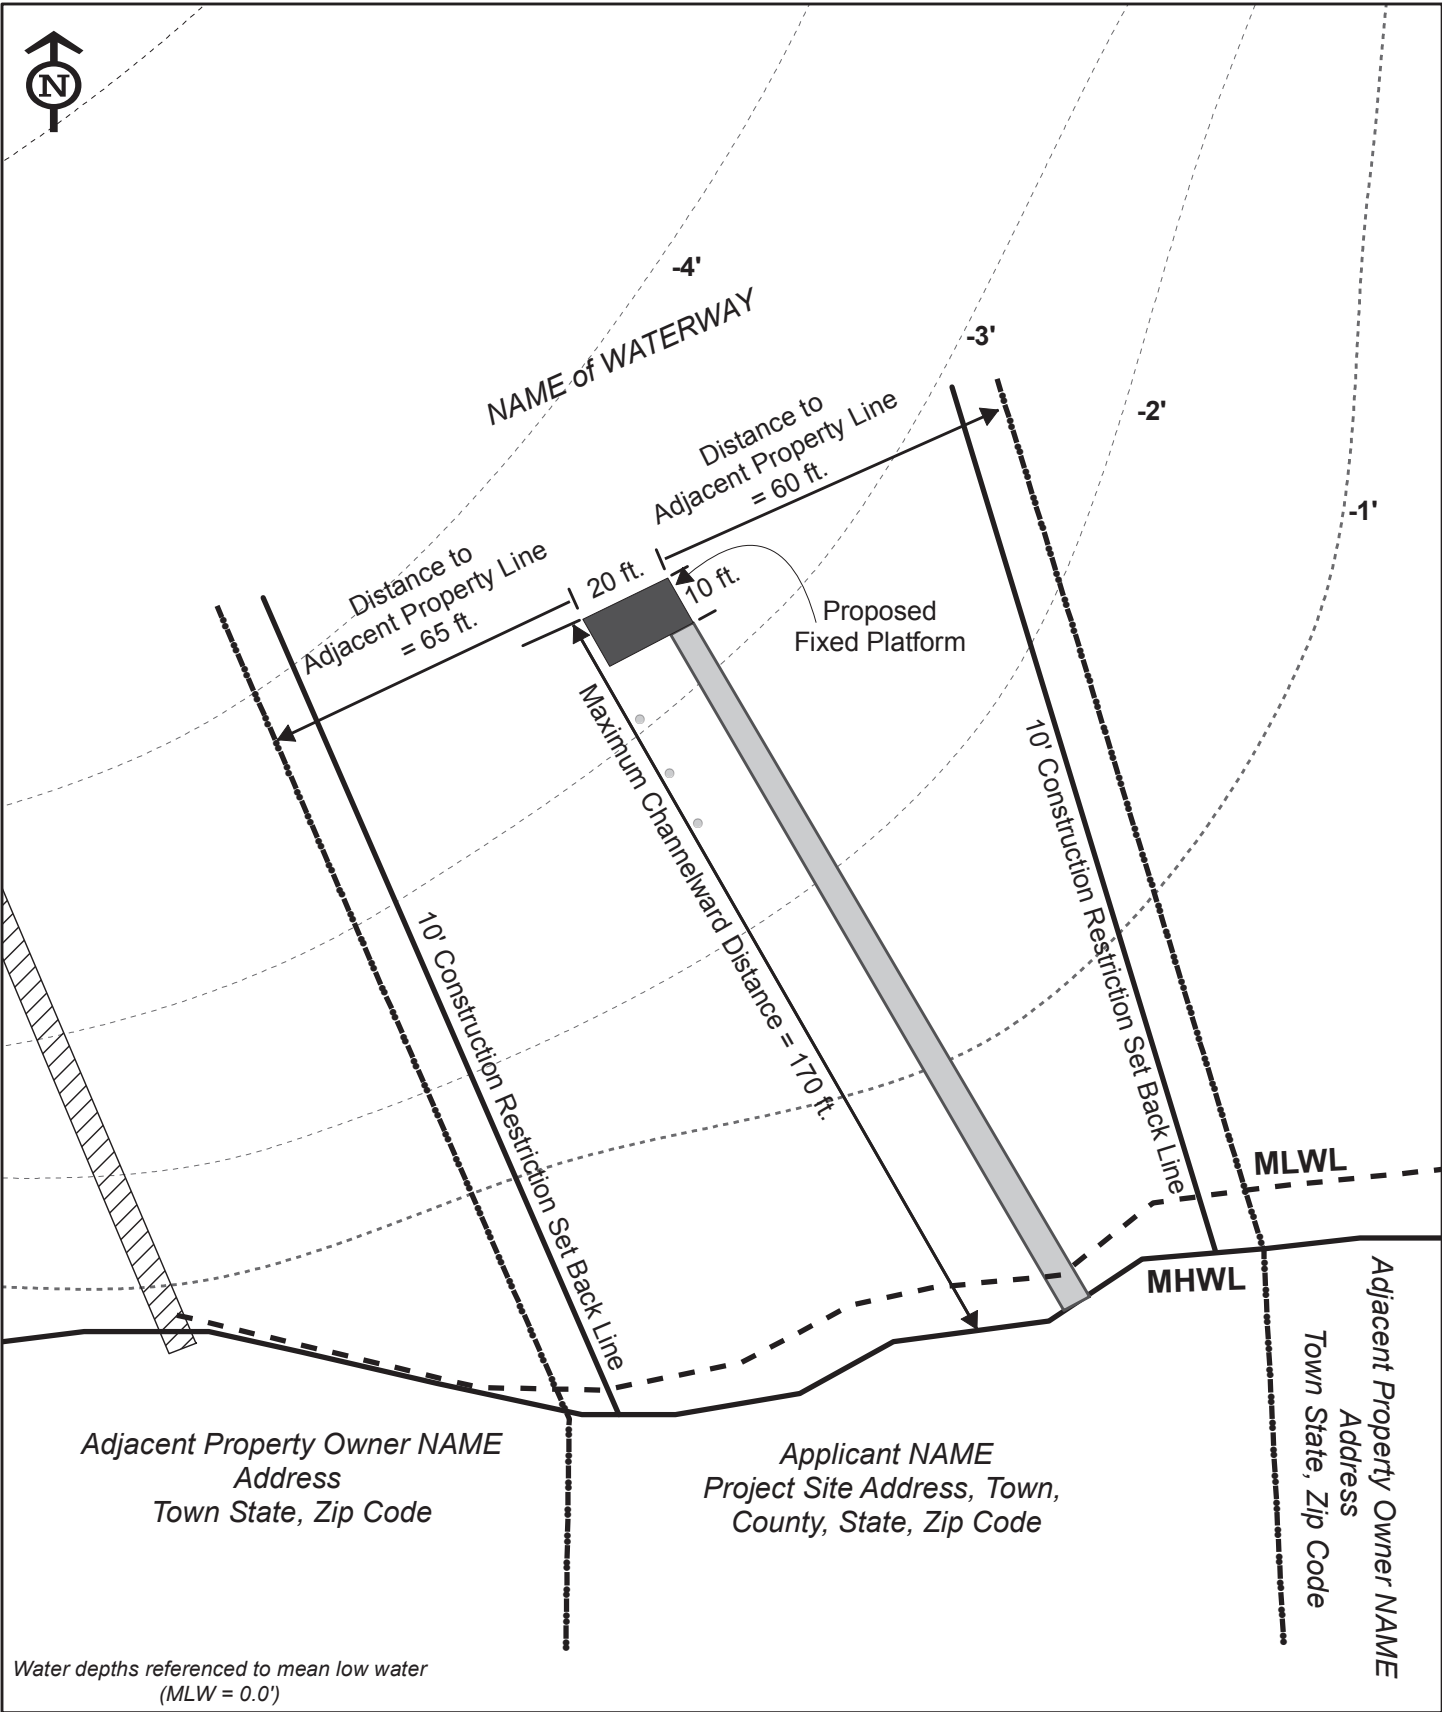 N
-4'
NAME of WATERWAY
-3'
-2'
-1'
Distance to
Adjacent Property Line
= 60 ft.
Distance to
Adjacent Property Line
= 65 ft.
20 ft.
10 ft.
Proposed
Fixed Platform
Maximum Channelward Distance = 170 ft.
10' Construction Restriction Set Back Line
10' Construction Restriction Set Back Line
MLWL
MHWL
Adjacent Property Owner NAME
Address
Town State, Zip Code
Applicant NAME
Project Site Address, Town,
County, State, Zip Code
Adjacent Property Owner NAME
Address
Town State, Zip Code
Water depths referenced to mean low water
(MLW = 0.0')